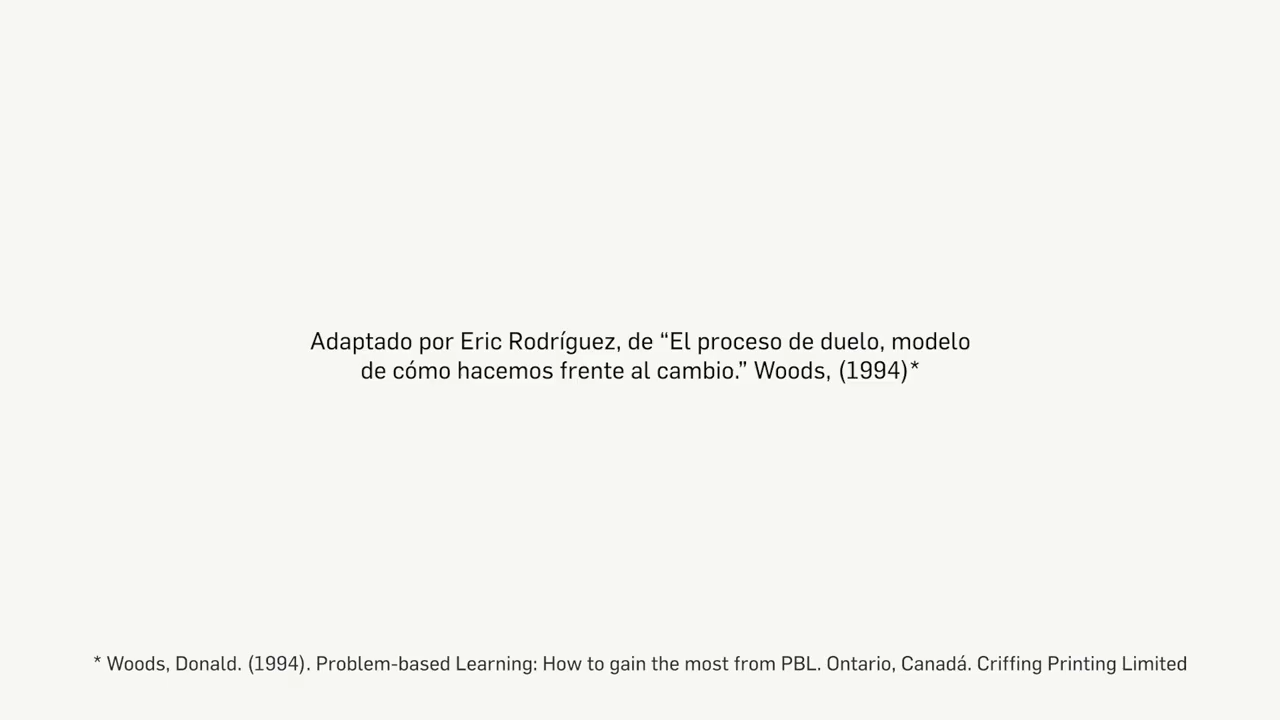 Adaptado por Eric Rodríguez, de “El proceso de duelo, modelo
de cómo hacemos frente al cambio.” Woods, (1994)*
* Woods, Donald. (1994). Problem-based Learning: How to gain the most from PBL. Ontario, Canadá. Criffing Printing Limited